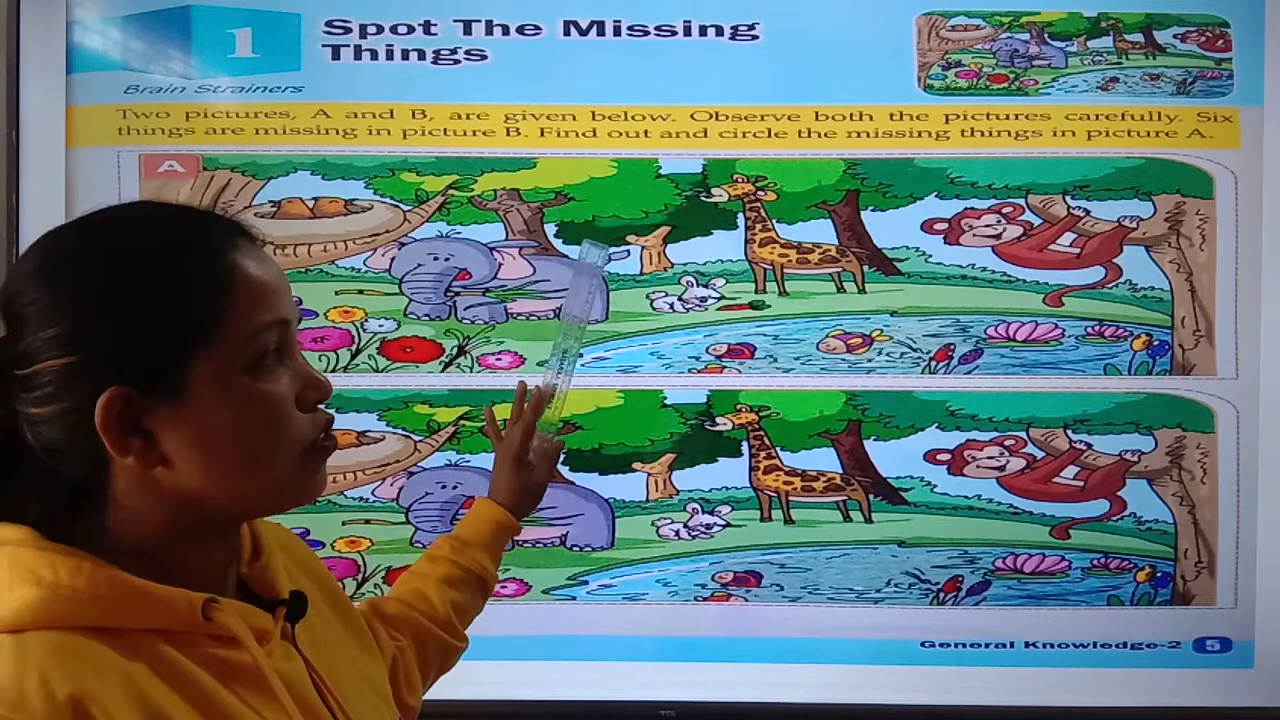 1
Spot The Missing
Things
Brain Strainers
Two pictures, A and B, are given below. Observe both the pictures carefully. Six
things are missing in picture B. Find out and circle the missing things in picture A.
A
General Knowledge-2 5
TCL